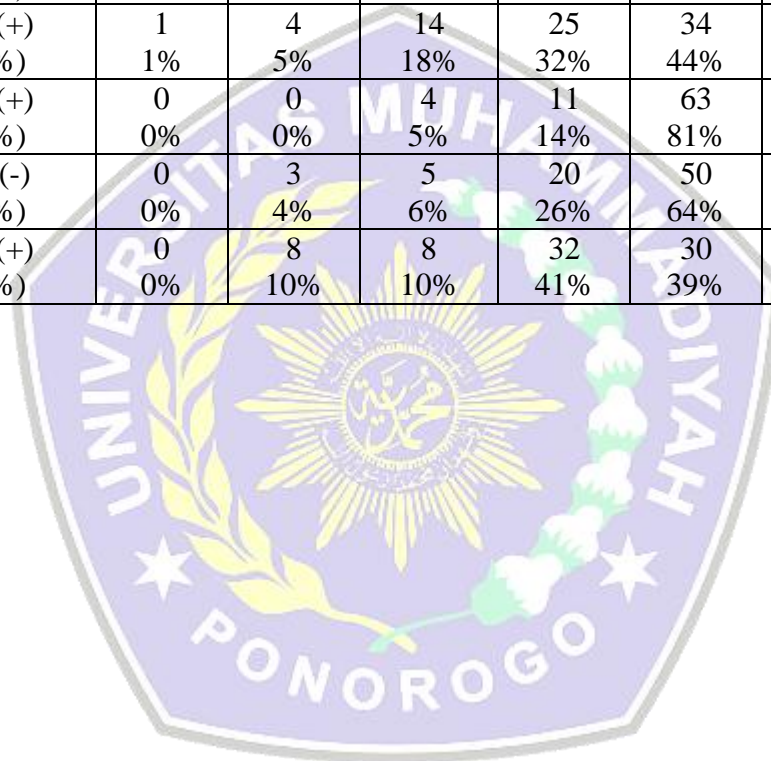 (+) 1 4 14 25 34
%) 1% 5% 18% 32% 44%
(+) 0 0 4 11 63
%) 0% 0% 5% 14% 81%
(-) 0 3 5 20 50
%) 0% 4% 6% 26% 64%
(+) 0 8 8 32 30
%) 0% 10% 10% 41% 39%
UNIVERSITAS MUHAMMADIYAH
PONOROGO